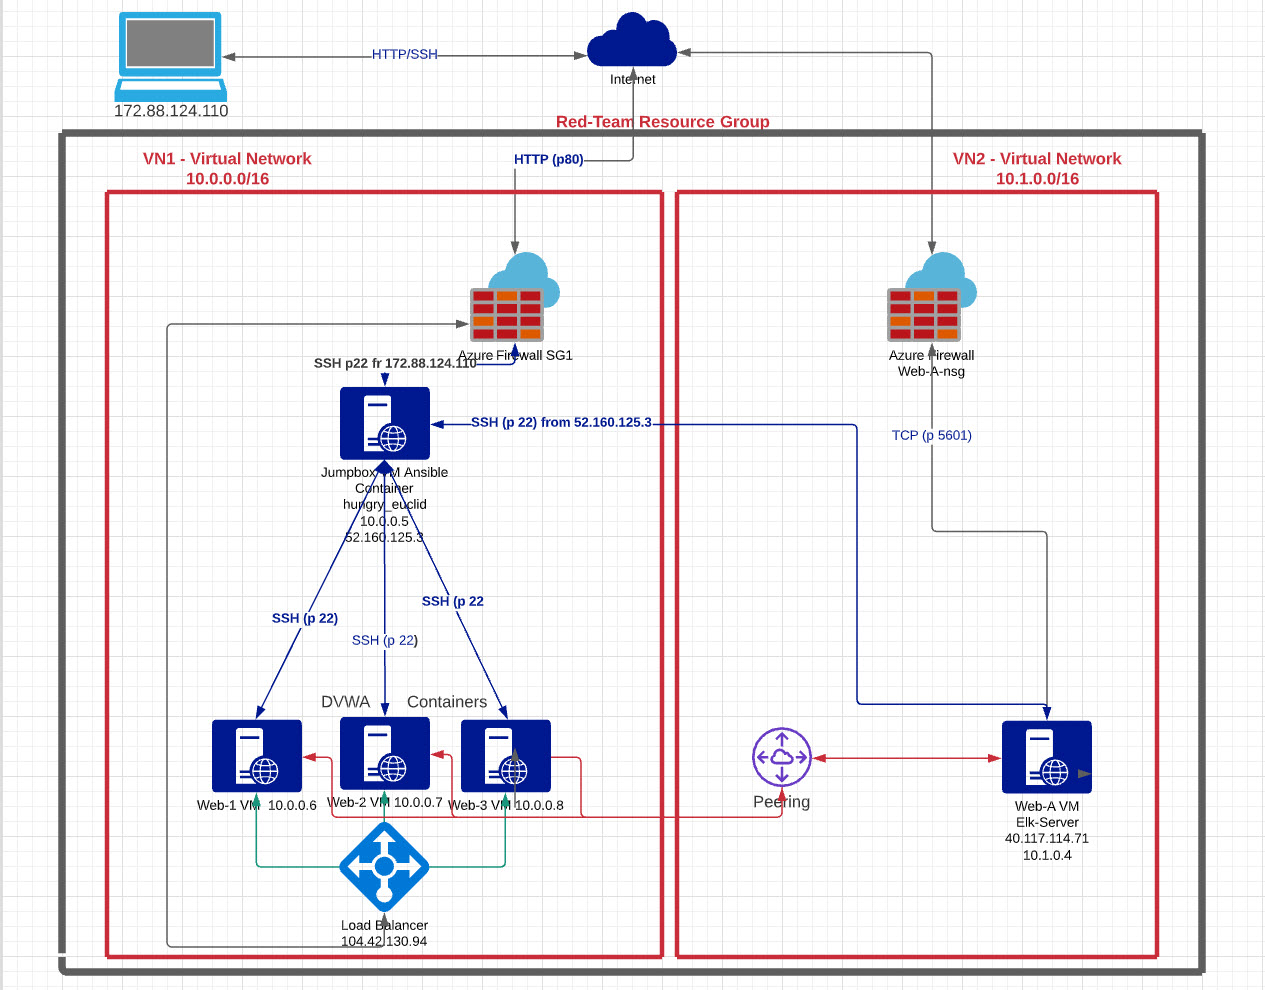 HTTP/SSH
Internet
172.88.124.110
Red-Team Resource Group
VN1 - Virtual Network
10.0.0.0/16
HTTP (p80)
VN2 - Virtual Network
10.1.0.0/16
Azure Firewall SG1
SSH p22 fr 172.88.124.110
Azure Firewall
Web-A-nsg
SSH (p 22) from 52.160.125.3
TCP (p 5601)
Jumpbox VM Ansible
Container
hungry_euclid
10.0.0.5
52.160.125.3
SSH (p 22)
SSH (p 22)
SSH (p 22
DVWA Containers
Web-1 VM 10.0.0.6
Web-2 VM 10.0.0.7
Web-3 VM 10.0.0.8
Peering
Web-A VM
Elk-Server
40.117.114.71
10.1.0.4
Load Balancer
104.42.130.94